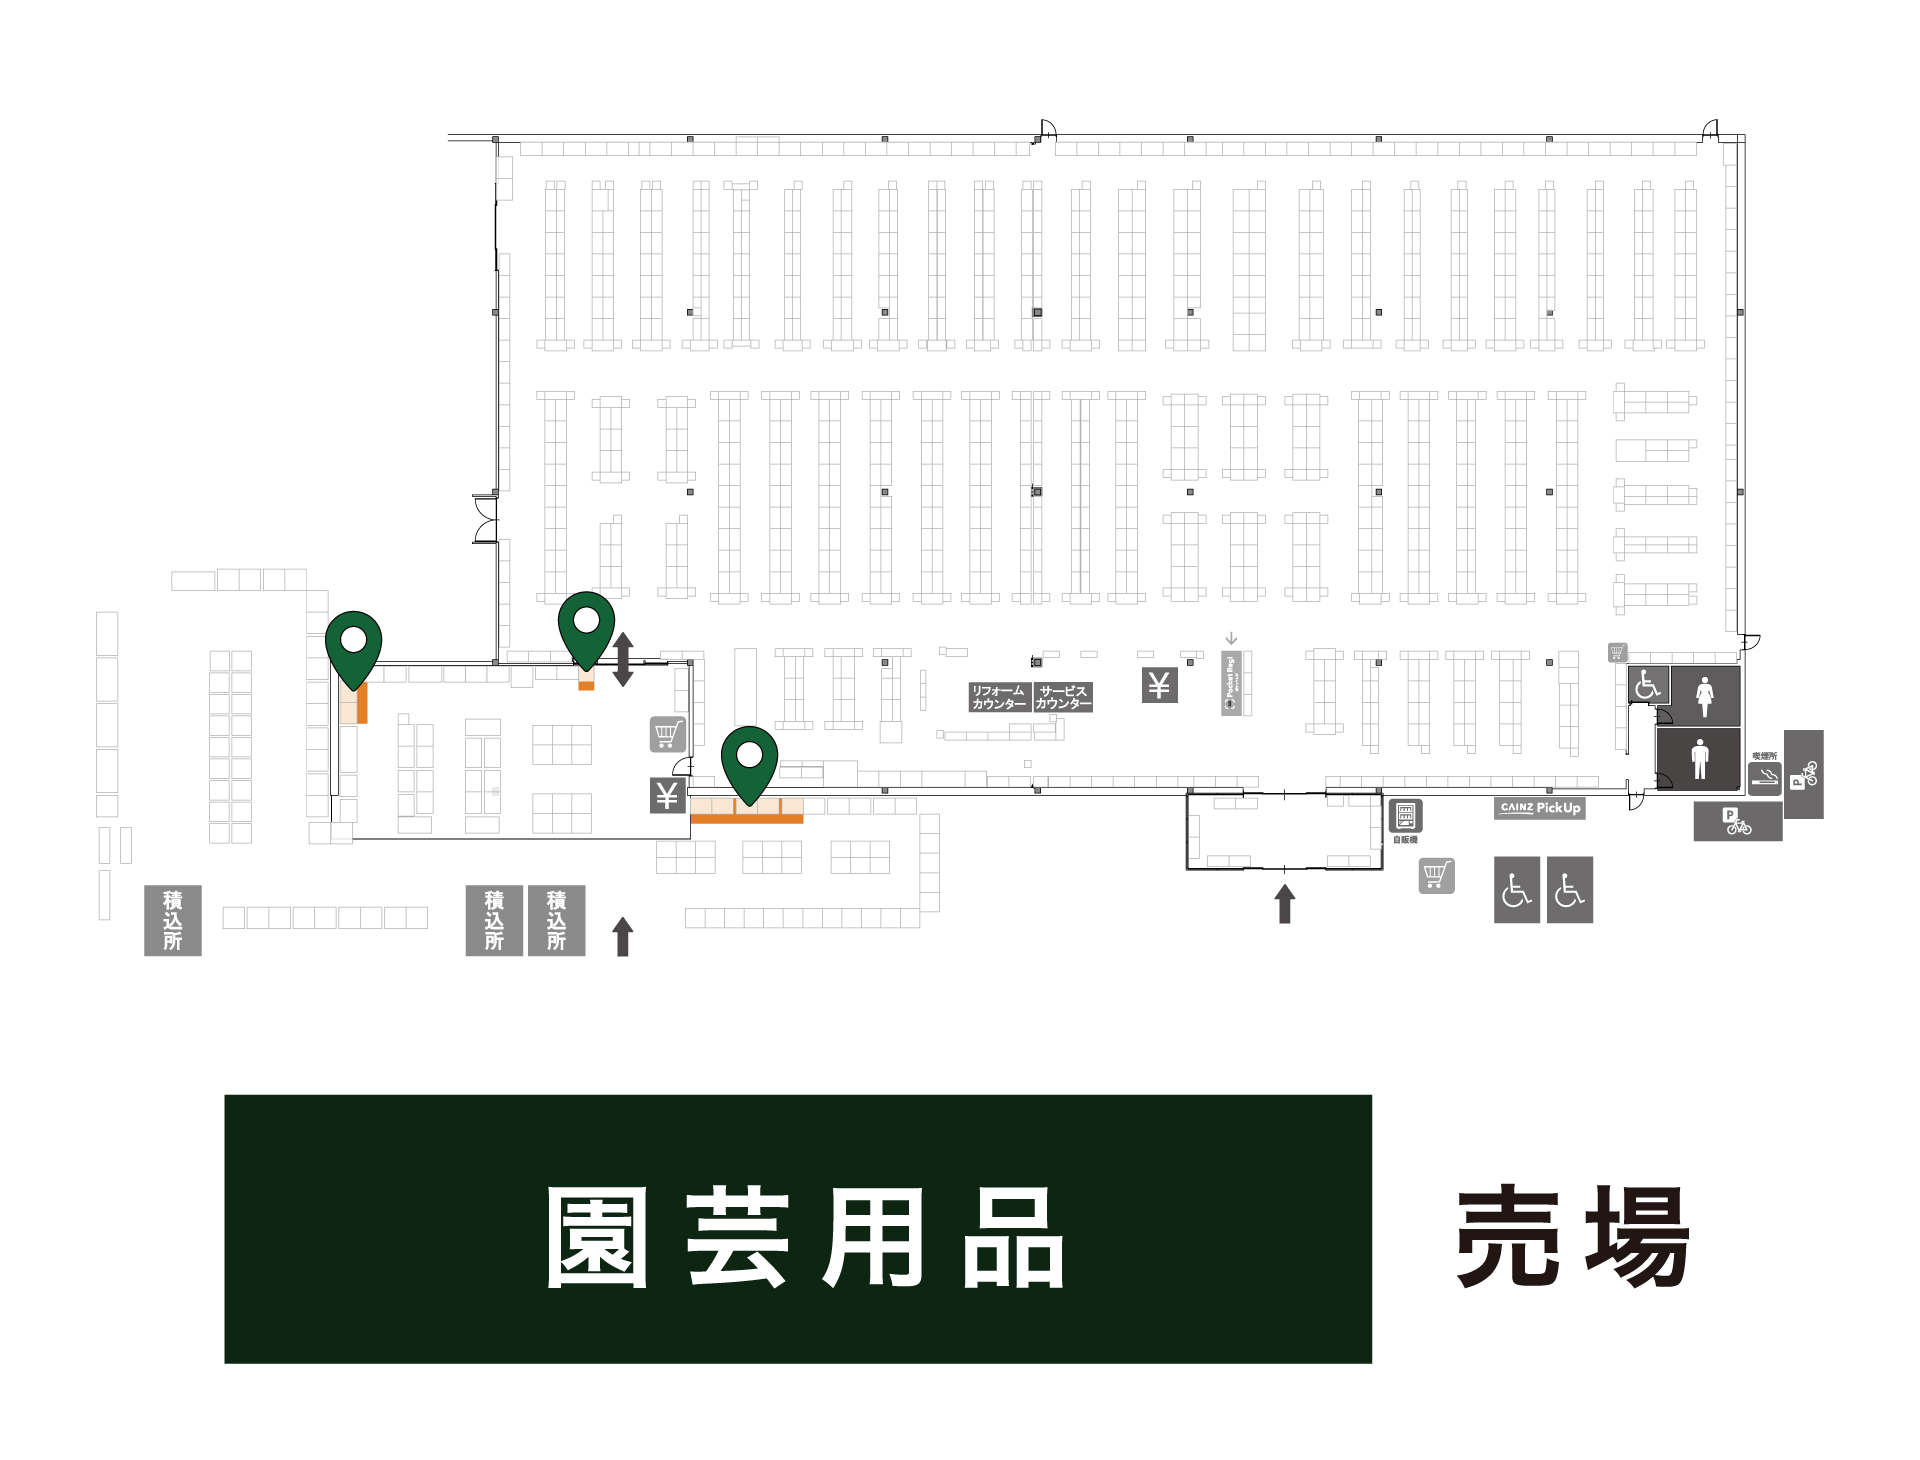 リフォーム
カウンター
サービス
カウンター
¥
Pocket Regi
¥
喫煙所
P
P
CAINZ PickUp
自販機
積込所
積込所
積込所
園芸用品
売場